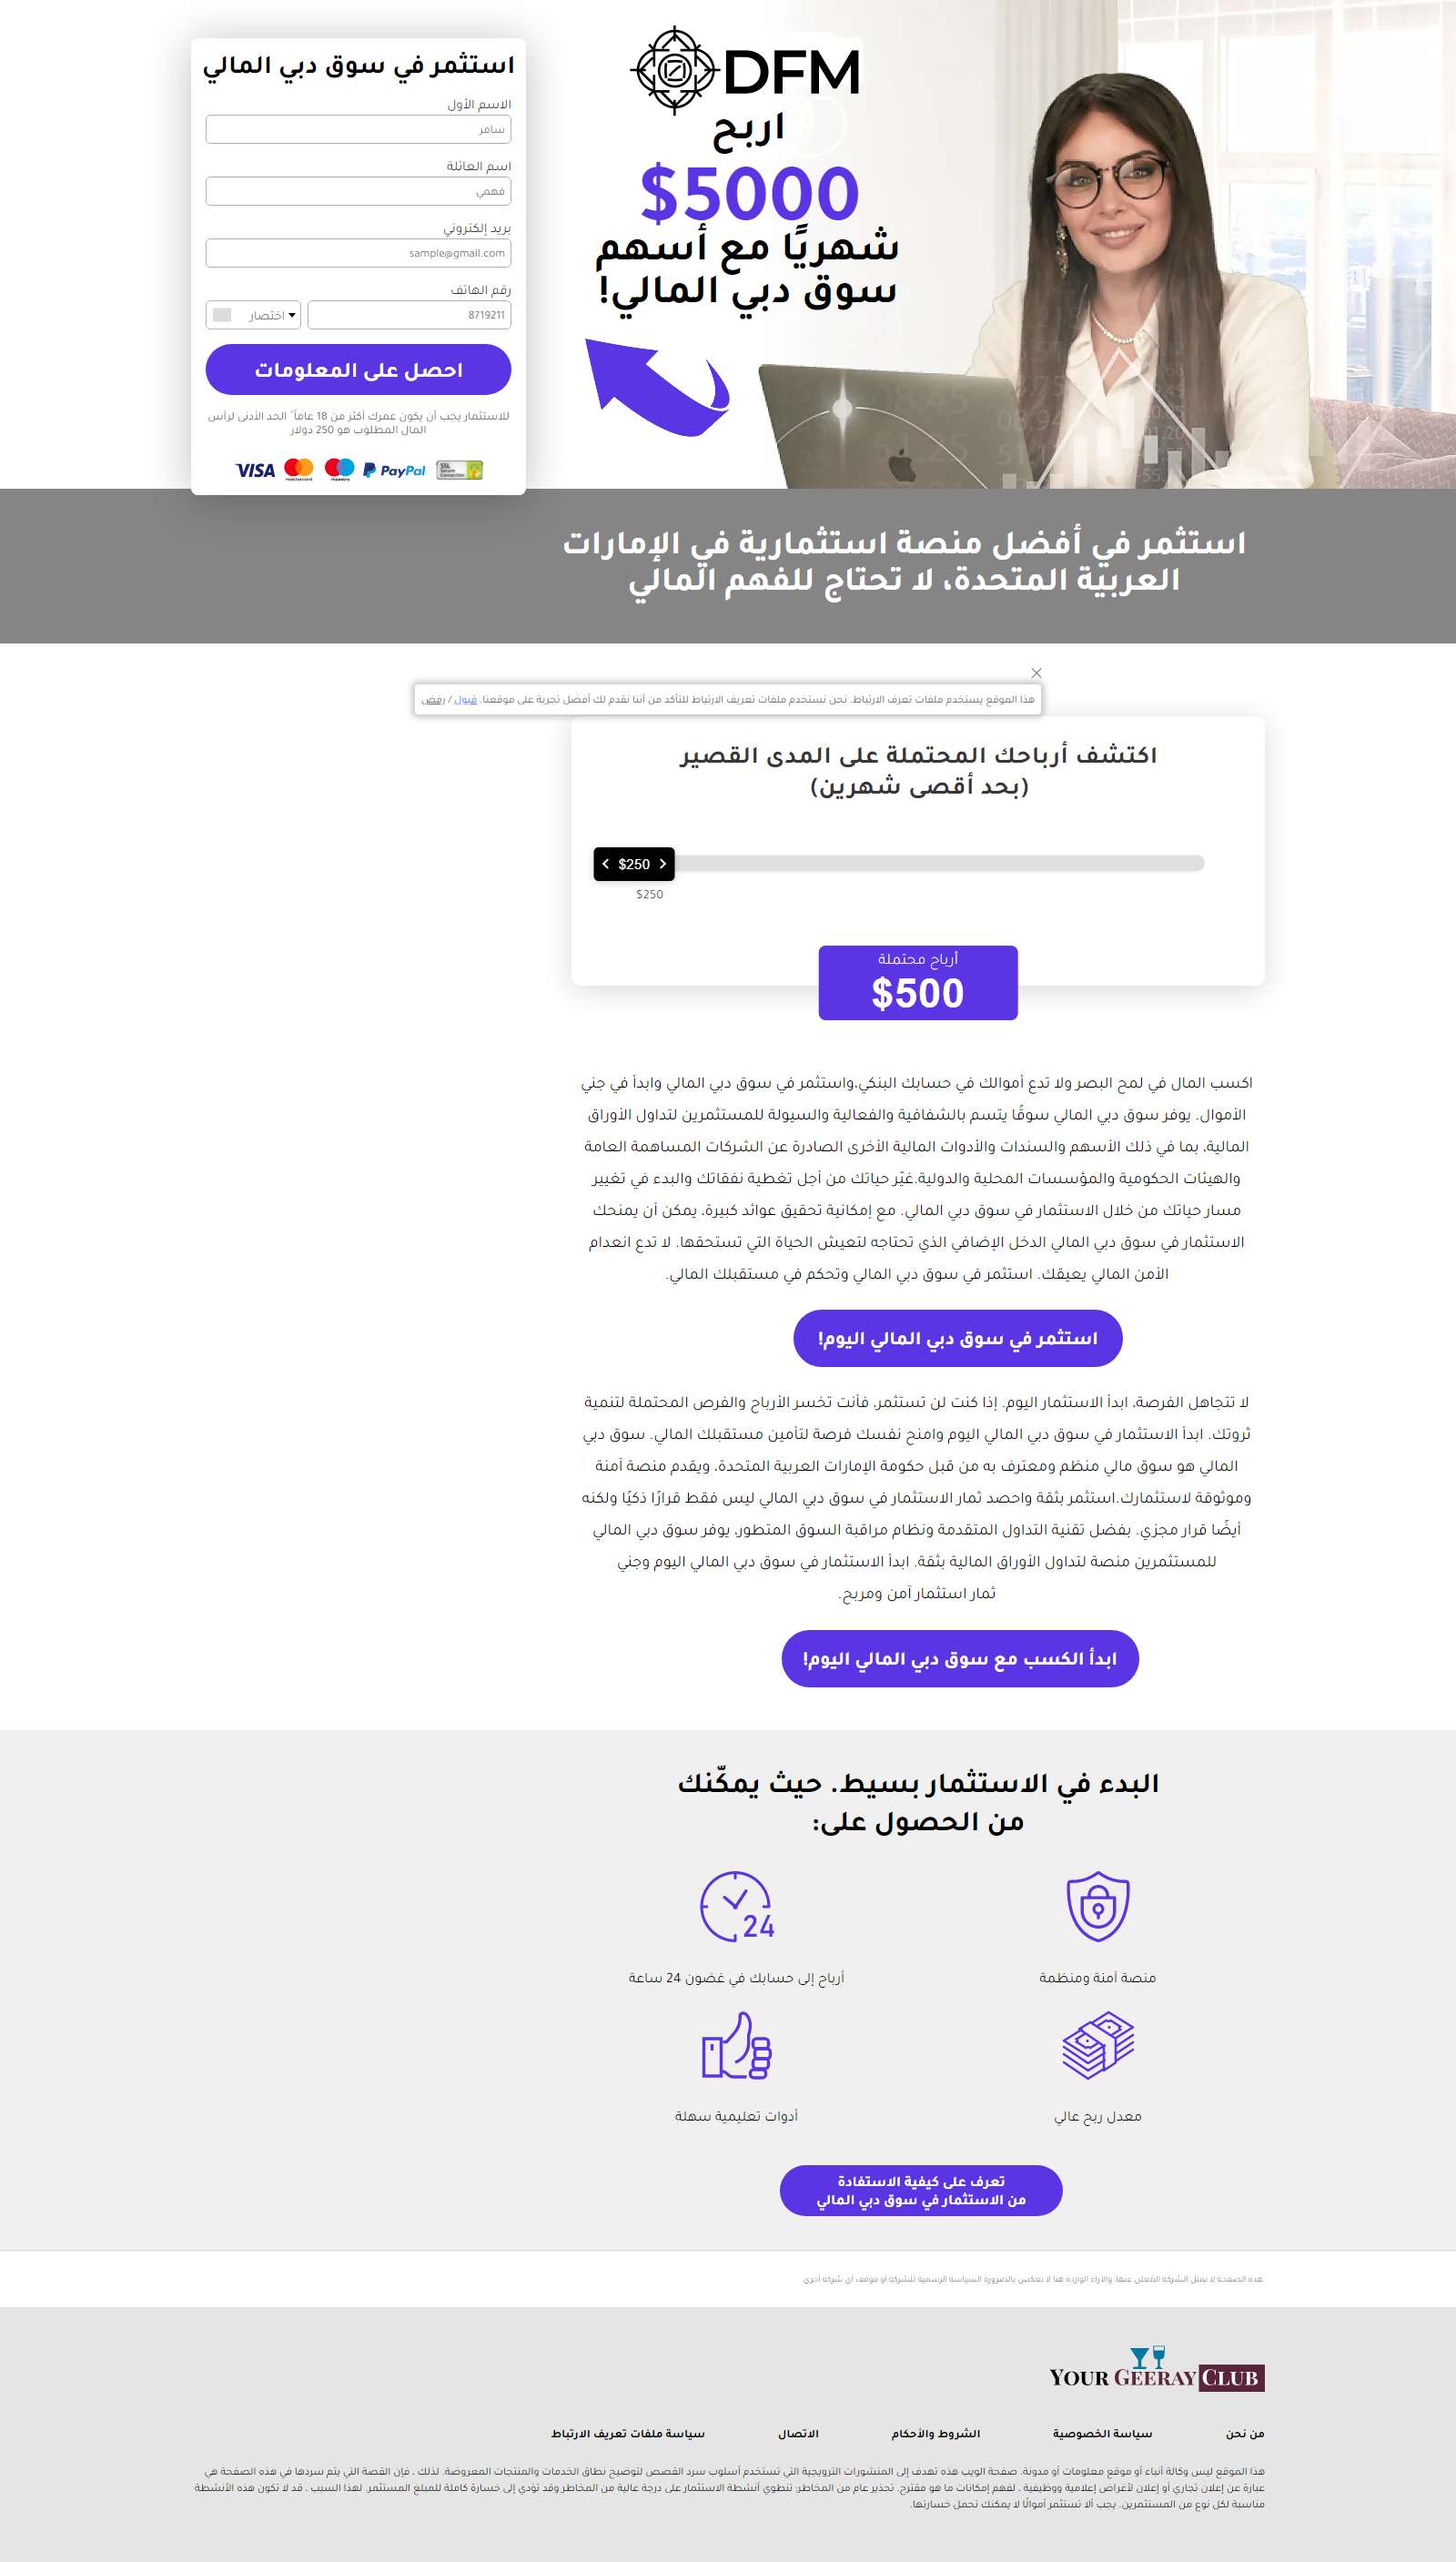 DFM
اربح
$5000
شهريًا مع أسهم
سوق دبي المالي!
استثمر في سوق دبي المالي
الاسم الأول
سامر
اسم العائلة
فهمي
بريد إلكتروني
sample@gmail.com
رقم الهاتف
8719211
اختصار
احصل على المعلومات
للاستثمار يجب أن يكون عمرك أكثر من 18 عاماً` الحد الأدنى لرأس
المال المطلوب هو 250 دولار
VISA mastercard maestro PayPal SSL
استثمر في أفضل منصة استثمارية في الإمارات
العربية المتحدة، لا تحتاج للفهم المالي
هذا الموقع يستخدم ملفات تعرف الارتباط. نحن نستخدم ملفات تعريف الارتباط للتأكد من أننا نقدم لك أفضل تجربة على موقعنا. قبول / رفض
اكتشف أرباحك المحتملة على المدى القصير
(بحد أقصى شهرين)
$250
$250
أرباح محتملة
$500
اكسب المال في لمح البصر ولا تدع أموالك في حسابك البنكي،واستثمر في سوق دبي المالي وابدأ في جني
الأموال. يوفر سوق دبي المالي سوقًا يتسم بالشفافية والفعالية والسيولة للمستثمرين لتداول الأوراق
المالية، بما في ذلك الأسهم والسندات والأدوات المالية الأخرى الصادرة عن الشركات المساهمة العامة
والهيئات الحكومية والمؤسسات المحلية والدولية.غيّر حياتك من أجل تغطية نفقاتك والبدء في تغيير
مسار حياتك من خلال الاستثمار في سوق دبي المالي. مع إمكانية تحقيق عوائد كبيرة، يمكن أن يمنحك
الاستثمار في سوق دبي المالي الدخل الإضافي الذي تحتاجه لتعيش الحياة التي تستحقها. لا تدع انعدام
الأمن المالي يعيقك. استثمر في سوق دبي المالي وتحكم في مستقبلك المالي.
استثمر في سوق دبي المالي اليوم!
لا تتجاهل الفرصة، ابدأ الاستثمار اليوم. إذا كنت لن تستثمر، فأنت تخسر الأرباح والفرص المحتملة لتنمية
ثروتك. ابدأ الاستثمار في سوق دبي المالي اليوم وامنح نفسك فرصة لتأمين مستقبلك المالي. سوق دبي
المالي هو سوق مالي منظم ومعترف به من قبل حكومة الإمارات العربية المتحدة، ويقدم منصة آمنة
وموثوقة لاستثمارك.استثمر بثقة واحصد ثمار الاستثمار في سوق دبي المالي ليس فقط قرارًا ذكيًا ولكنه
أيضًا قرار مجزي. بفضل تقنية التداول المتقدمة ونظام مراقبة السوق المتطور، يوفر سوق دبي المالي
للمستثمرين منصة لتداول الأوراق المالية بثقة. ابدأ الاستثمار في سوق دبي المالي اليوم وجني
ثمار استثمار آمن ومربح.
ابدأ الكسب مع سوق دبي المالي اليوم!
البدء في الاستثمار بسيط. حيث يمكّنك
من الحصول على:
24
منصة آمنة ومنظمة
أرباح إلى حسابك في غضون 24 ساعة
معدل ربح عالي
أدوات تعليمية سهلة
تعرف على كيفية الاستفادة
من الاستثمار في سوق دبي المالي
هذه الصفحة لا تمثل الشركة المُعلن عنها. والآراء الواردة هنا لا تعكس بالضرورة السياسة الرسمية للشركة أو موقف أي شركة أخرى.
YOUR GEERAY CLUB
من نحن
سياسة الخصوصية
الشروط والأحكام
الاتصال
سياسة ملفات تعريف الارتباط
هذا الموقع ليس وكالة أنباء أو موقع معلومات أو مدونة. صفحة الويب هذه تهدف إلى المنشورات الترويجية التي تستخدم أسلوب سرد القصص لتوضيح نطاق الخدمات والمنتجات المعروضة. لذلك ، فإن القصة التي يتم سردها في هذه الصفحة هي
عبارة عن إعلان تجاري أو إعلان لأغراض إعلامية ووظيفية ، لفهم إمكانات ما هو مقترح. تحذير عام من المخاطر: تنطوي أنشطة الاستثمار على درجة عالية من المخاطر وقد تؤدي إلى خسارة كاملة للمبلغ المستثمر. لهذا السبب ، قد لا تكون هذه الأنشطة
مناسبة لكل نوع من المستثمرين. يجب ألا تستثمر أموالًا لا يمكنك تحمل خسارتها.